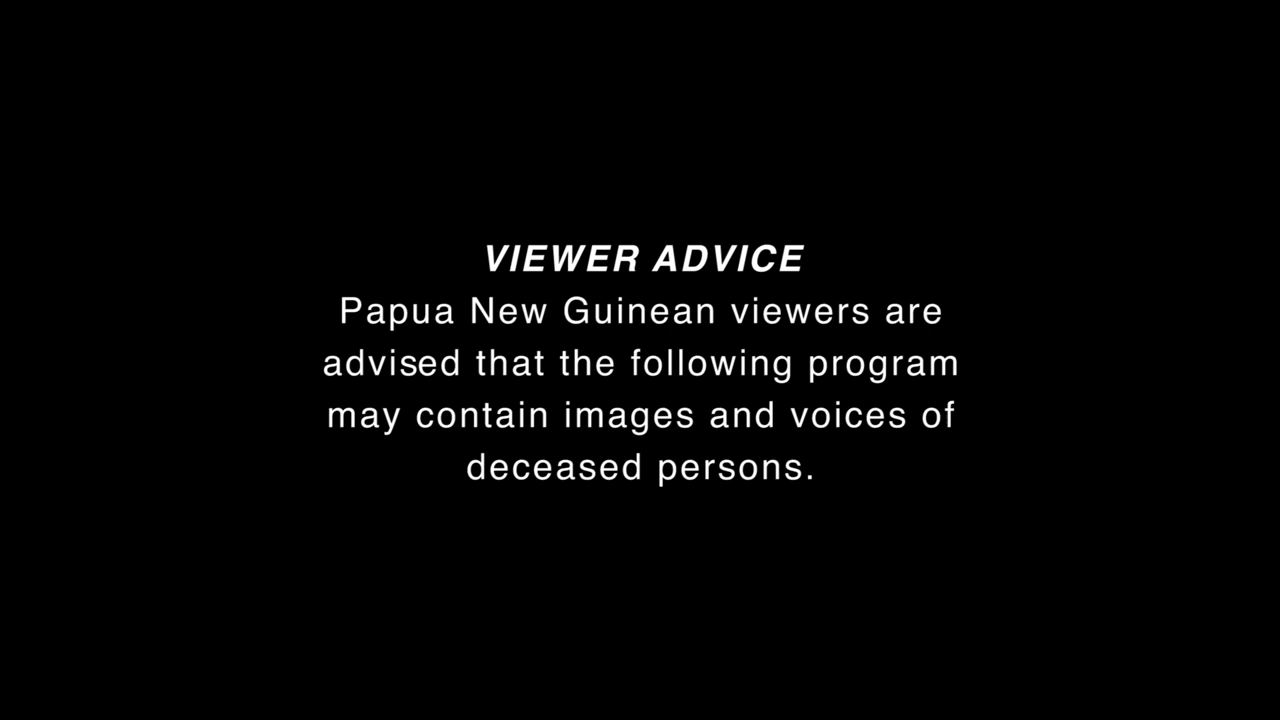 VIEWER ADVICE
Papua New Guinean viewers are
advised that the following program
may contain images and voices of
deceased persons.